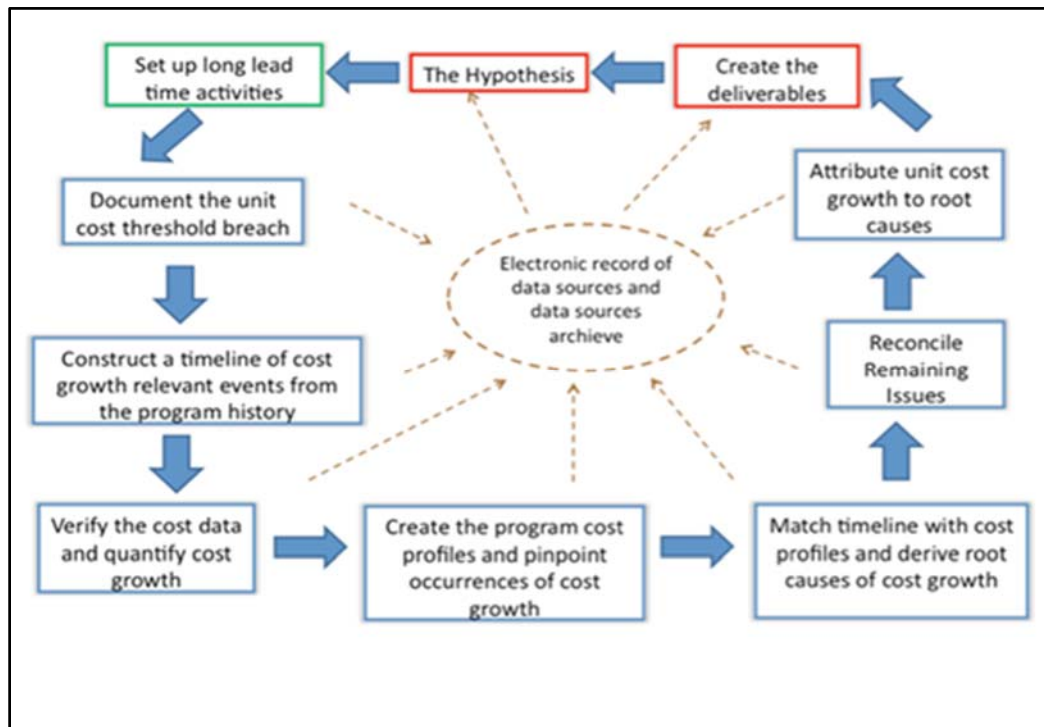 Set up long lead
time activities
The Hypothesis
Create the
deliverables
Document the unit
cost threshold breach
Attribute unit cost
growth to root
causes
Electronic record of
data sources and
data sources
archieve
Construct a timeline of cost
growth relevant events from
the program history
Reconcile
Remaining
Issues
Verify the cost data
and quantify cost
growth
Create the program cost
profiles and pinpoint
occurrences of cost
growth
Match timeline with cost
profiles and derive root
causes of cost growth